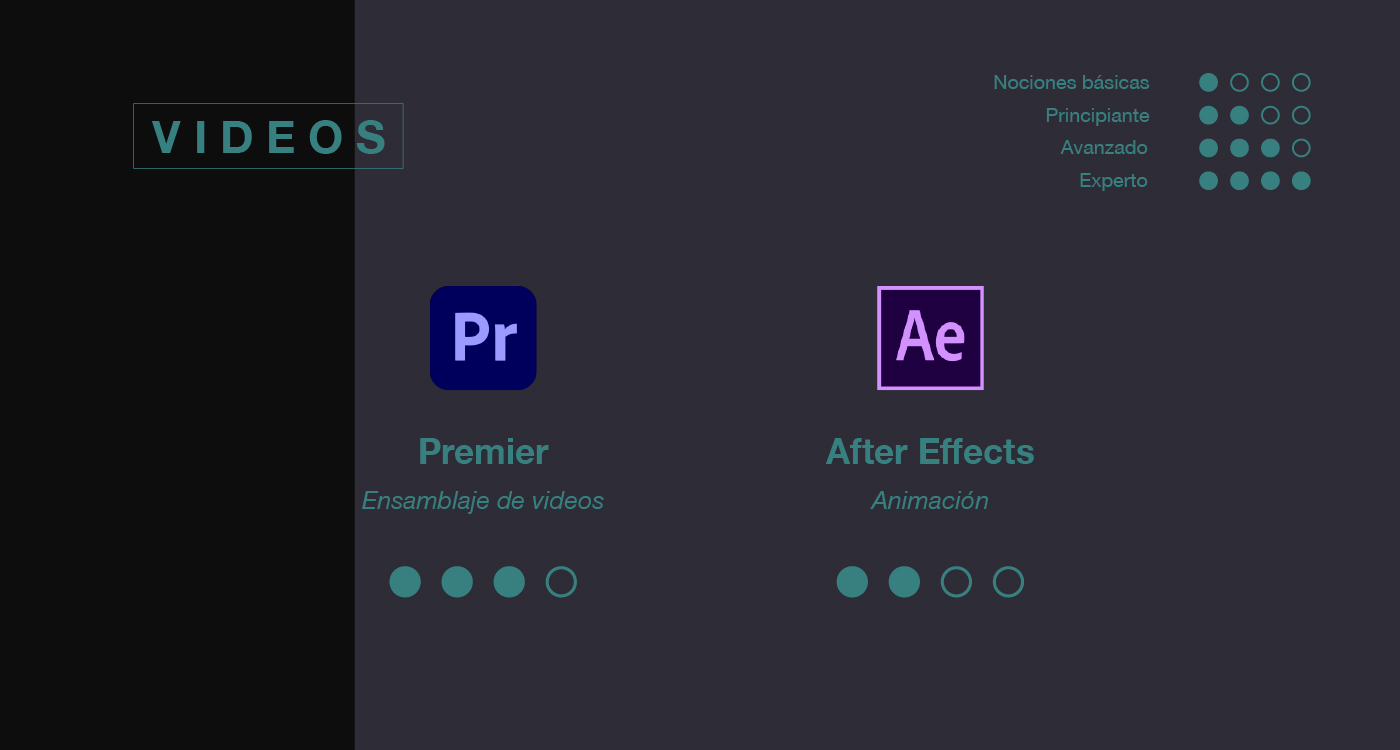 VIDEOS
Nociones básicas
Principiante
Avanzado
Experto
Pr
Premier
Ensamblaje de videos
Ae
After Effects
Animación